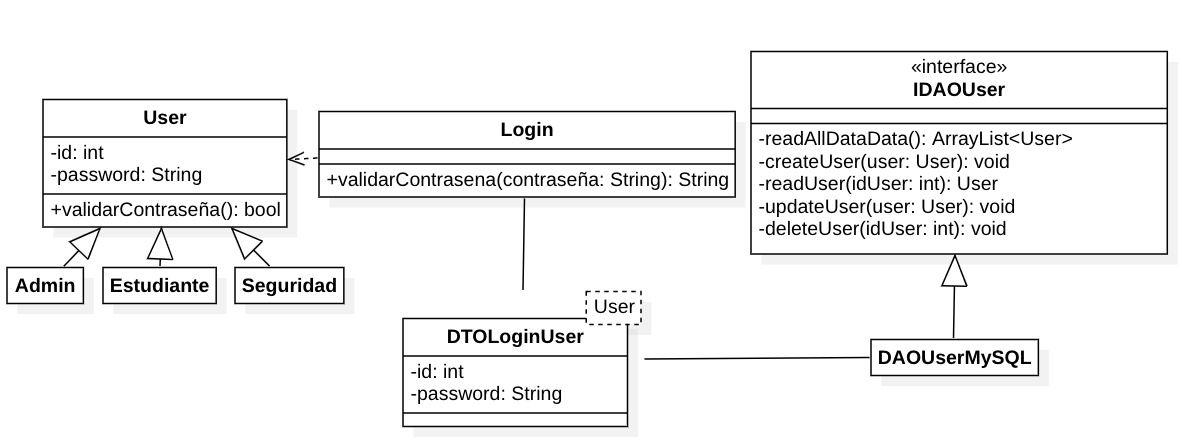 User
-id: int
-password: String
+validarContraseña(): bool
Admin
Estudiante
Seguridad
Login
+validarContrasena(contraseña: String): String
«interface»
IDAOUser
-readAllDataData(): ArrayList<User>
-createUser(user: User): void
-readUser(idUser: int): User
-updateUser(user: User): void
-deleteUser(idUser: int): void
User
DTOLoginUser
-id: int
-password: String
DAOUserMySQL